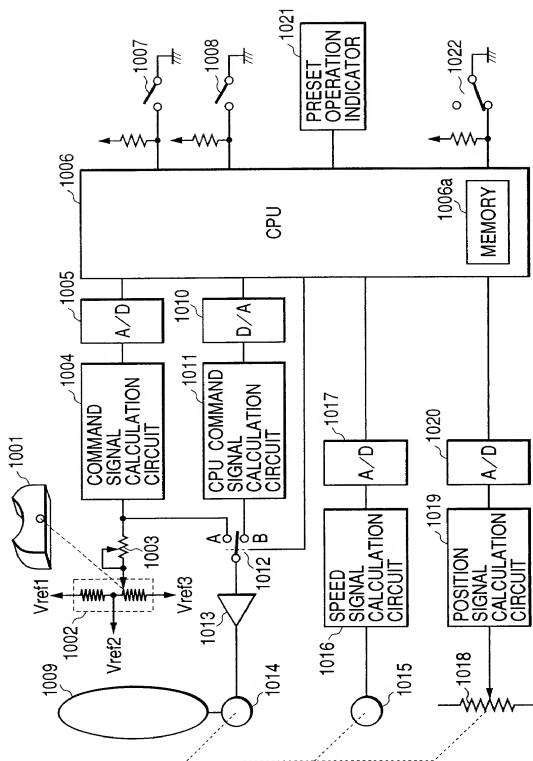 1001
Vref1
1002
Vref2
Vref3
1003
1004
COMMAND
SIGNAL
CALCULATION
CIRCUIT
1005
A/D
1006
CPU
1006a
MEMORY
1007
1008
1009
1010
D/A
1011
CPU COMMAND
SIGNAL
CALCULATION
CIRCUIT
A
B
1012
1013
1014
1015
1016
SPEED
SIGNAL
CALCULATION
CIRCUIT
1017
A/D
1018
1019
POSITION
SIGNAL
CALCULATION
CIRCUIT
1020
A/D
1021
PRESET
OPERATION
INDICATOR
1022